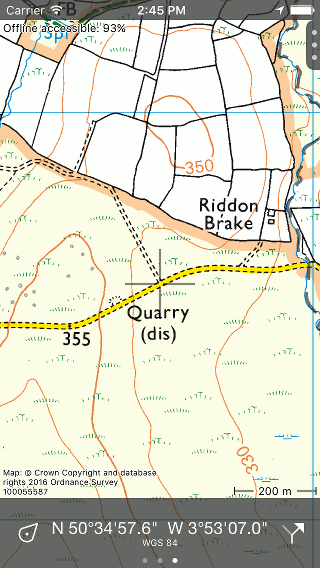 Carrier 2:45 PM
Offline accessible: 93%
350
Riddon
Brake
Quarry
(dis)
355
330
Map: © Crown Copyright and database
rights 2016 Ordnance Survey
100055587
200 m
N 50°34'57.6" W 3°53'07.0"
WGS 84